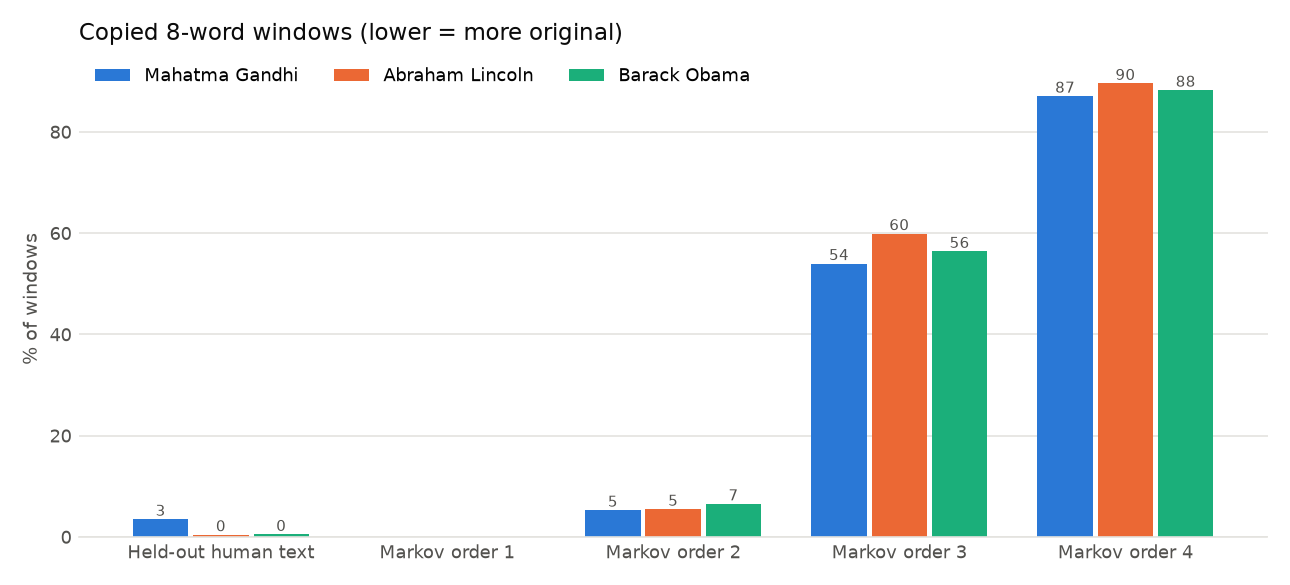 Copied 8-word windows (lower = more original)
Mahatma Gandhi Abraham Lincoln Barack Obama
% of windows
80
60
40
20
0
3 0 0
5 5 7
54 60 56
87 90 88
Held-out human text Markov order 1 Markov order 2 Markov order 3 Markov order 4